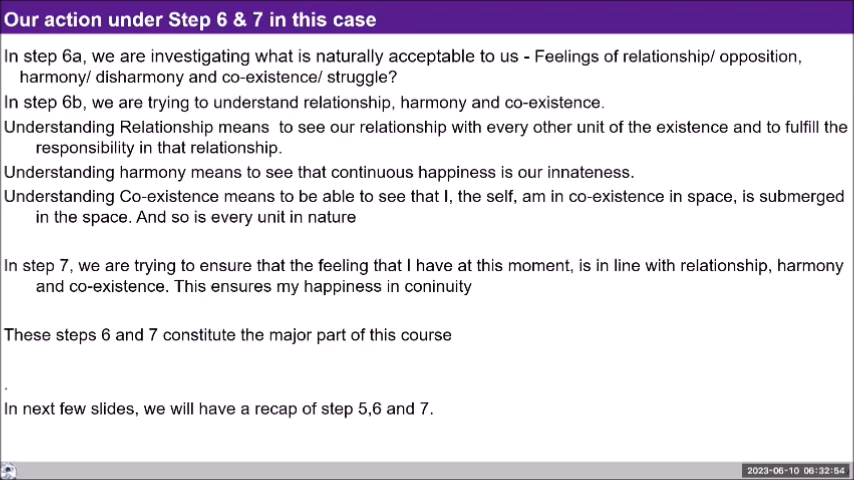 Our action under Step 6 & 7 in this case
In step 6a, we are investigating what is naturally acceptable to us - Feelings of relationship/ opposition,
harmony/ disharmony and co-existence/ struggle?
In step 6b, we are trying to understand relationship, harmony and co-existence.
Understanding Relationship means  to see our relationship with every other unit of the existence and to fulfill the
responsibility in that relationship.
Understanding harmony means to see that continuous happiness is our innateness.
Understanding Co-existence means to be able to see that I, the self, am in co-existence in space, is submerged
in the space. And so is every unit in nature
In step 7, we are trying to ensure that the feeling that I have at this moment, is in line with relationship, harmony
and co-existence. This ensures my happiness in coninuity
These steps 6 and 7 constitute the major part of this course
.
In next few slides, we will have a recap of step 5,6 and 7.
2023-06-10 06:32:54